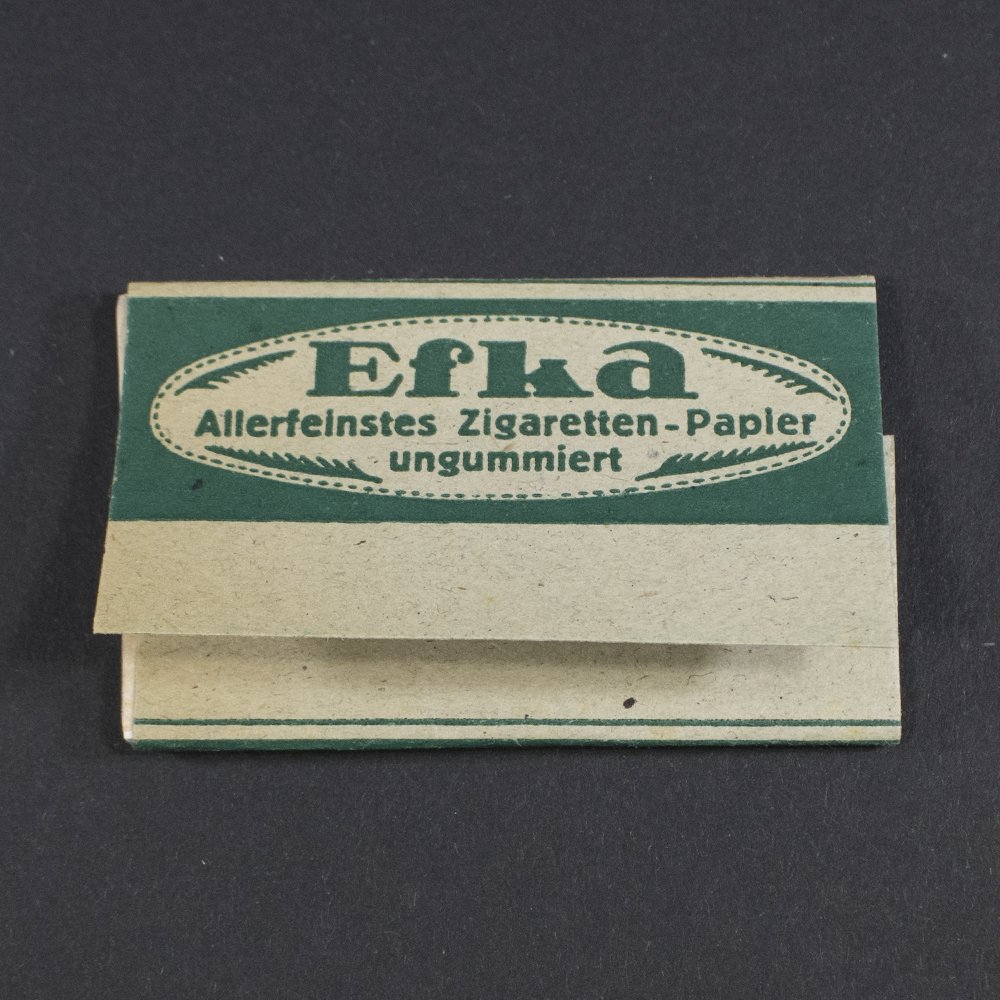 Efka
Allerfeinstes Zigaretten-Papier
ungummiert